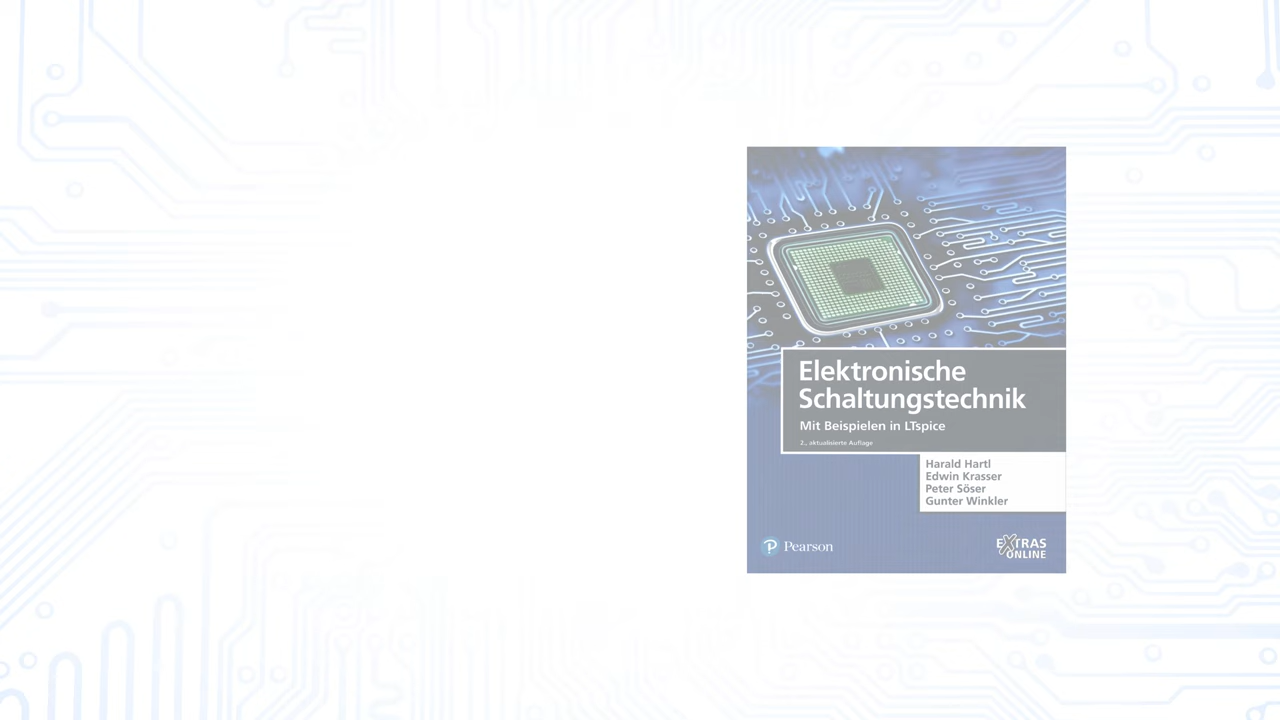 Elektronische
Schaltungstechnik
Mit Beispielen in LTspice
2., aktualisierte Auflage
Harald Hartl
Edwin Krasser
Peter Söser
Gunter Winkler
Pearson
EXTRAS
ONLINE